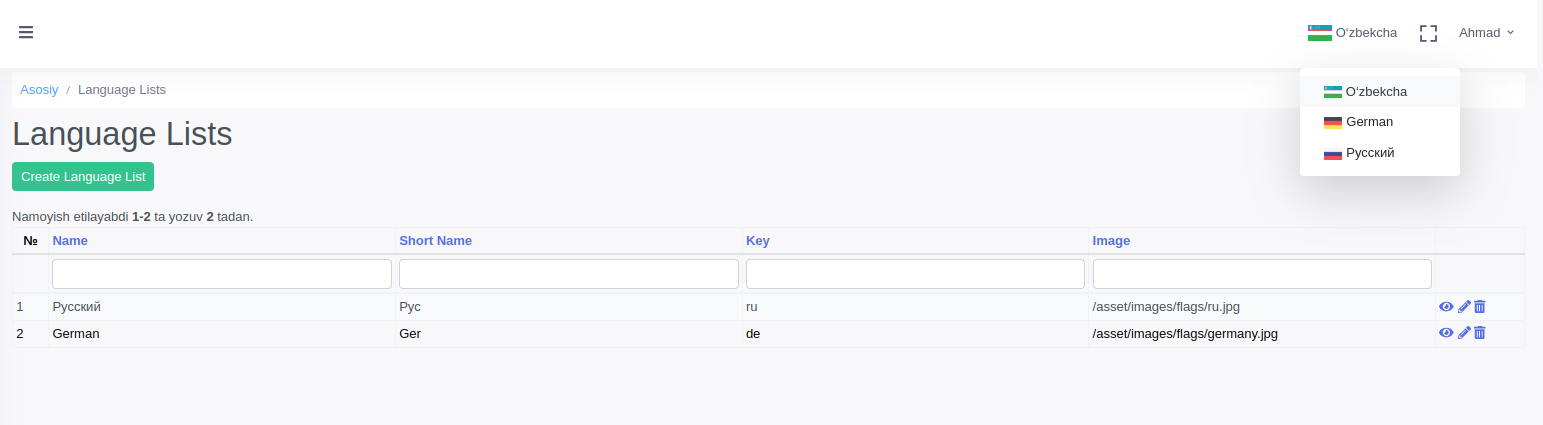 O‘zbekcha Ahmad
Asosiy / Language Lists
O‘zbekcha
German
Русский
Language Lists
Create Language List
Namoyish etilayabdi 1-2 ta yozuv 2 tadan.
№ Name Short Name Key Image
1 Русский Рус ru /asset/images/flags/ru.jpg
2 German Ger de /asset/images/flags/germany.jpg